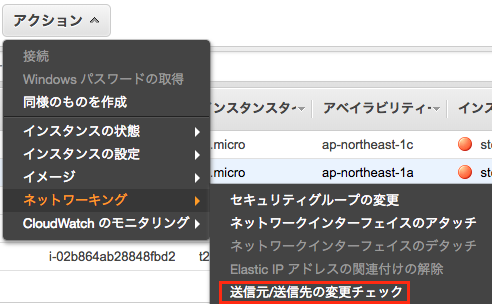 アクション
接続
Windows パスワードの取得
同様のものを作成
インスタンスの状態
インスタンスの設定
イメージ
ネットワーキング
CloudWatch のモニタリング
インスタンスタ アベイラビリティ インス
.micro ap-northeast-1c
.micro ap-northeast-1a
セキュリティグループの変更
ネットワークインターフェイスのアタッチ
ネットワークインターフェイスのデタッチ
Elastic IP アドレスの関連付けの解除
送信元/送信先の変更チェック
i-02b864ab28848fbd2 t2